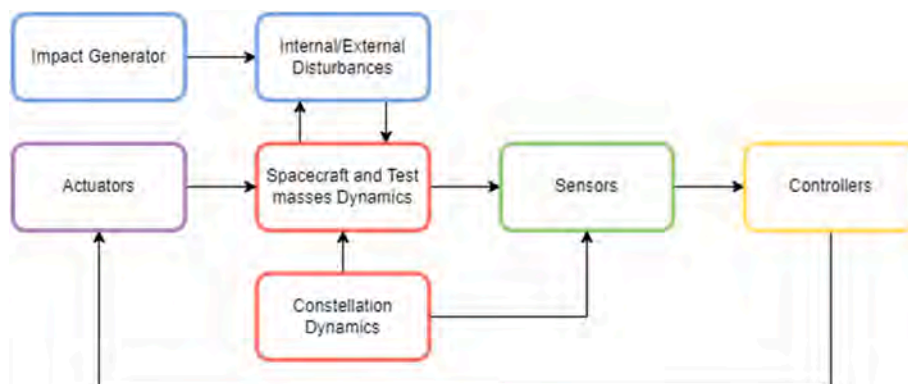 Impact Generator
Internal/External
Disturbances
Actuators
Spacecraft and Test
masses Dynamics
Sensors
Controllers
Constellation
Dynamics